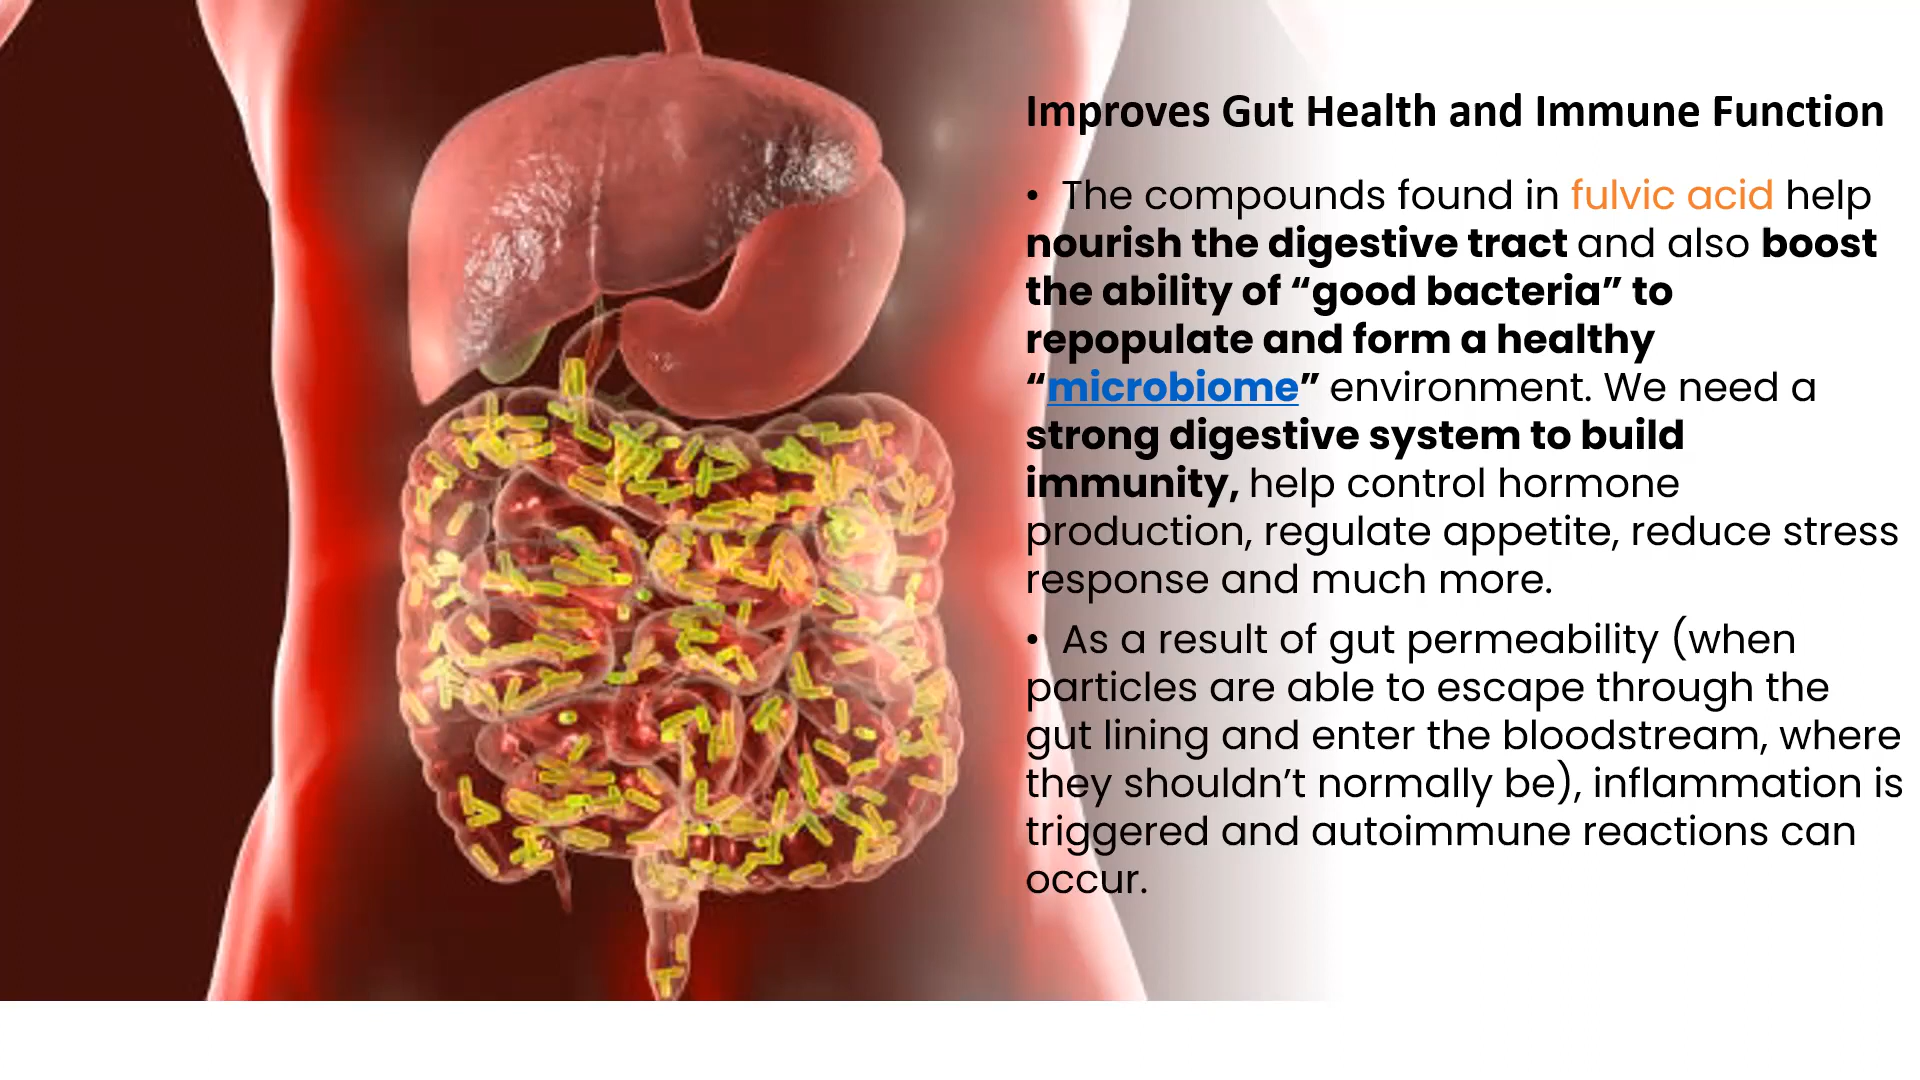 Improves Gut Health and Immune Function
• The compounds found in fulvic acid help
nourish the digestive tract and also boost
the ability of “good bacteria” to
repopulate and form a healthy
“microbiome” environment. We need a
strong digestive system to build
immunity, help control hormone
production, regulate appetite, reduce stress
response and much more.
• As a result of gut permeability (when
particles are able to escape through the
gut lining and enter the bloodstream, where
they shouldn’t normally be), inflammation is
triggered and autoimmune reactions can
occur.